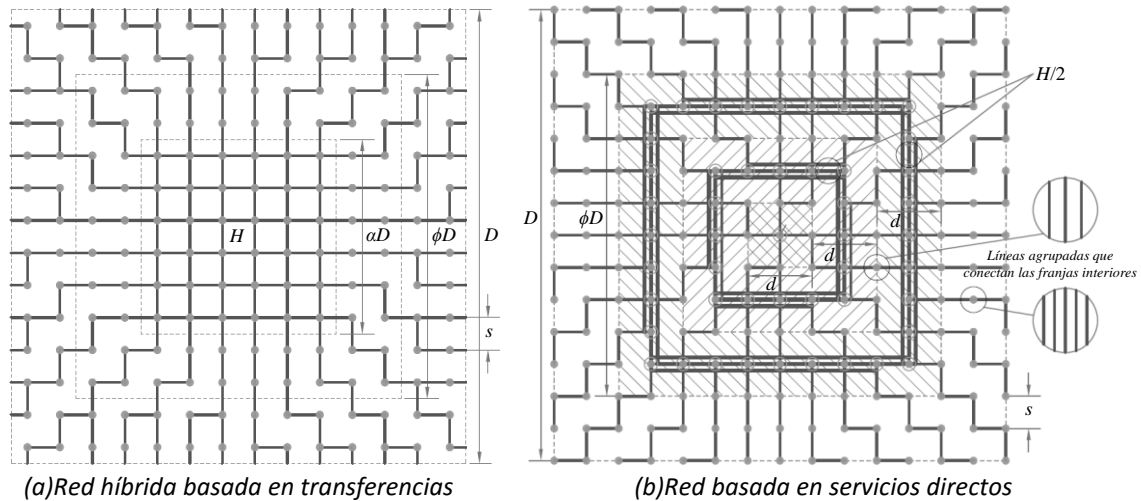 H
αD
ϕD
D
s
(a)Red híbrida basada en transferencias
D
ϕD
H/2
d
d
d
Líneas agrupadas que
conectan las franjas interiores
s
(b)Red basada en servicios directos